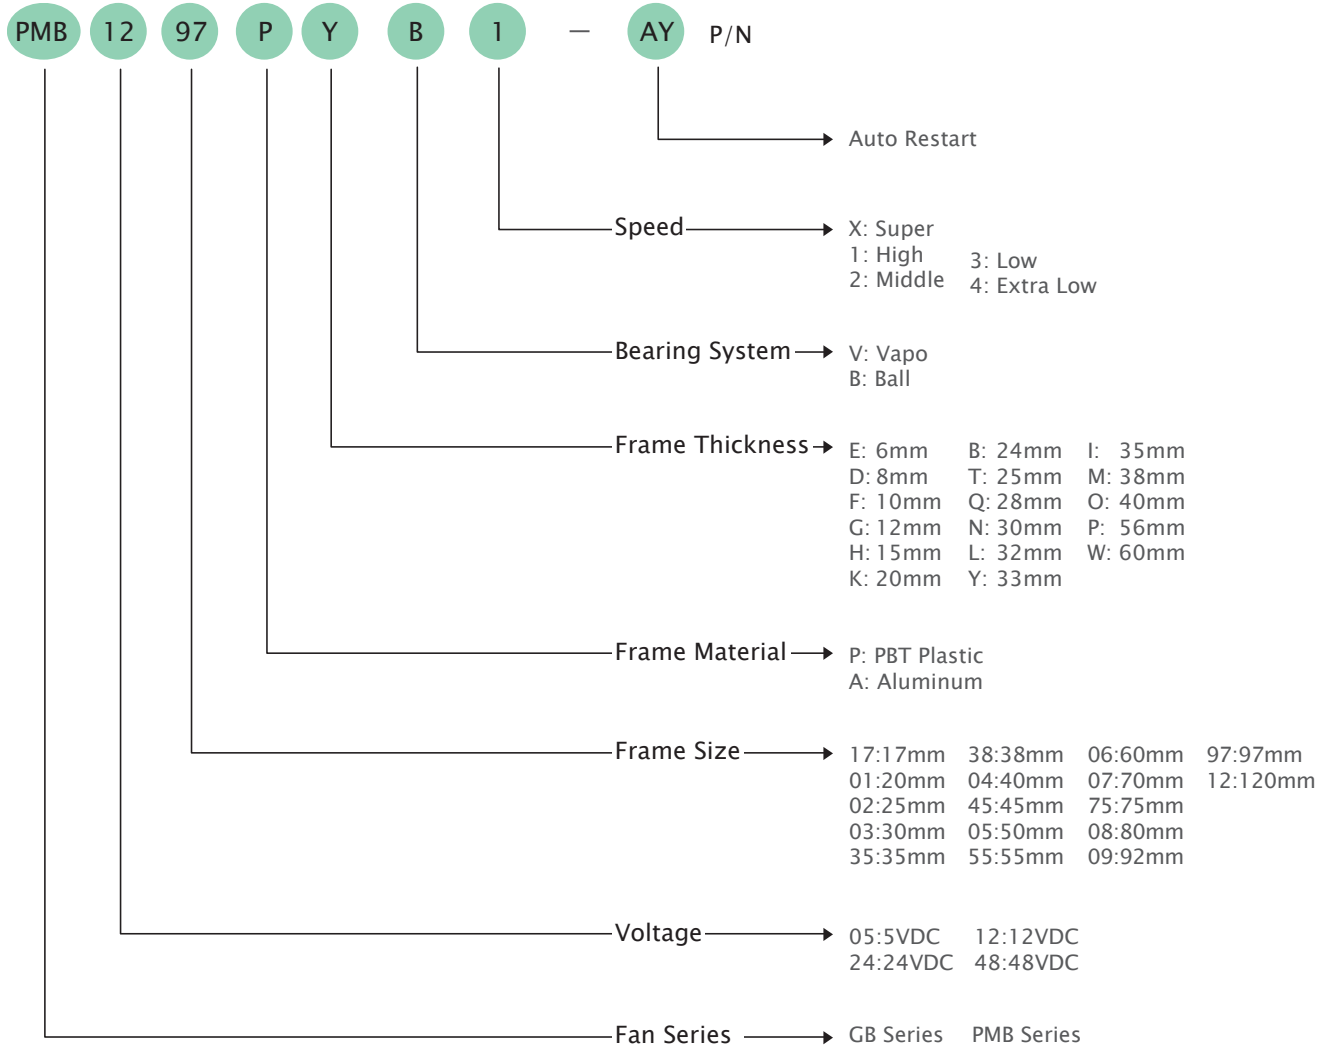 PMB 12 97 P Y B 1 – AY P/N
Auto Restart
Speed
X: Super
1: High
2: Middle
3: Low
4: Extra Low
Bearing System
V: Vapo
B: Ball
Frame Thickness
E: 6mm B: 24mm I: 35mm
D: 8mm T: 25mm M: 38mm
F: 10mm Q: 28mm O: 40mm
G: 12mm N: 30mm P: 56mm
H: 15mm L: 32mm W: 60mm
K: 20mm Y: 33mm
Frame Material
P: PBT Plastic
A: Aluminum
Frame Size
17:17mm 38:38mm 06:60mm 97:97mm
01:20mm 04:40mm 07:70mm 12:120mm
02:25mm 45:45mm 75:75mm
03:30mm 05:50mm 08:80mm
35:35mm 55:55mm 09:92mm
Voltage
05:5VDC 12:12VDC
24:24VDC 48:48VDC
Fan Series
GB Series PMB Series